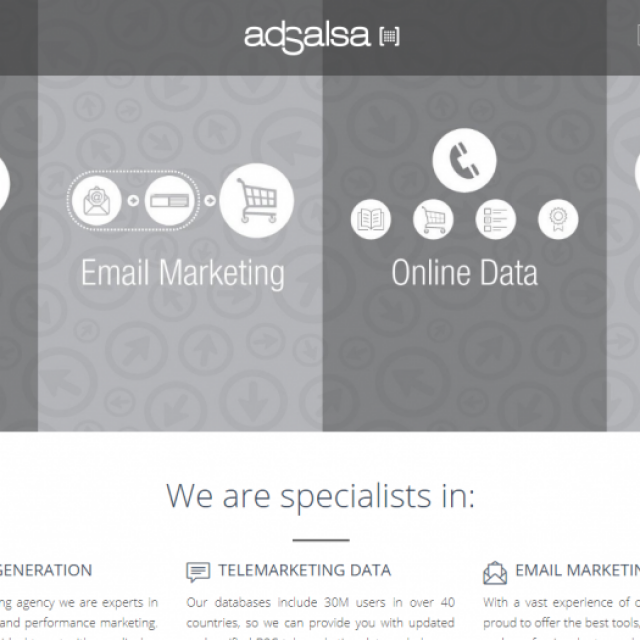 adsalsa
Email Marketing
Online Data
We are specialists in:
GENERATION
TELEMARKETING DATA
EMAIL MARKETIN
ng agency we are experts in
and performance marketing.
Our databases include 30M users in over 40
countries, so we can provide you with updated
With a vast experience of
proud to offer the best tools,